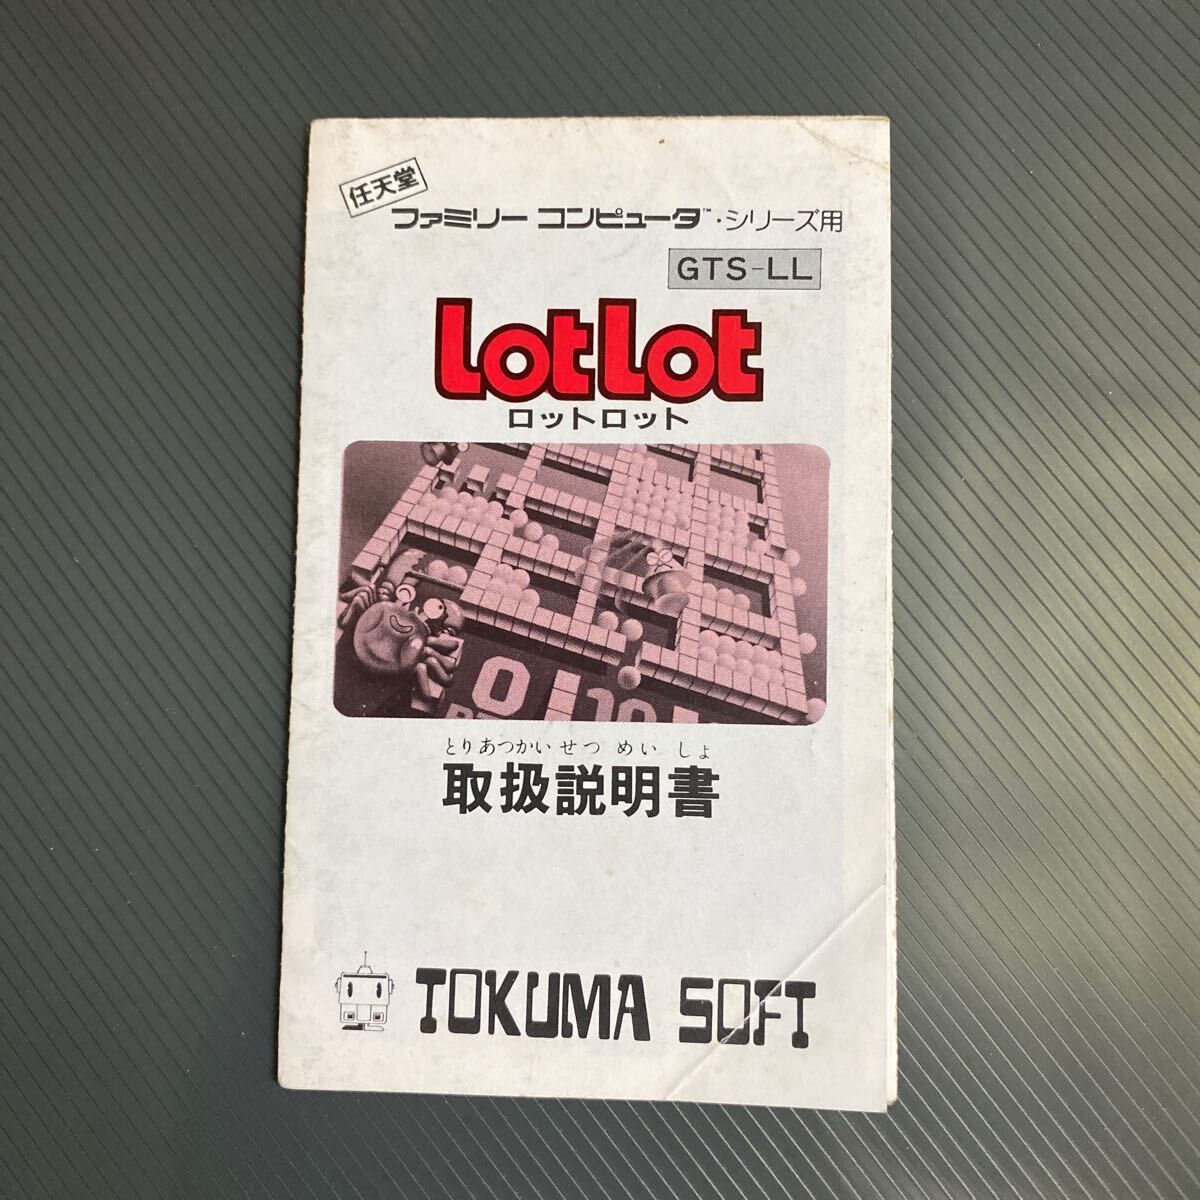 任天堂
ファミリー コンピュータ™・シリーズ用
GTS-LL
LotLot
ロットロット
0
10
とりあつかいせつめいしょ
取扱説明書
TOKUMA SOFT